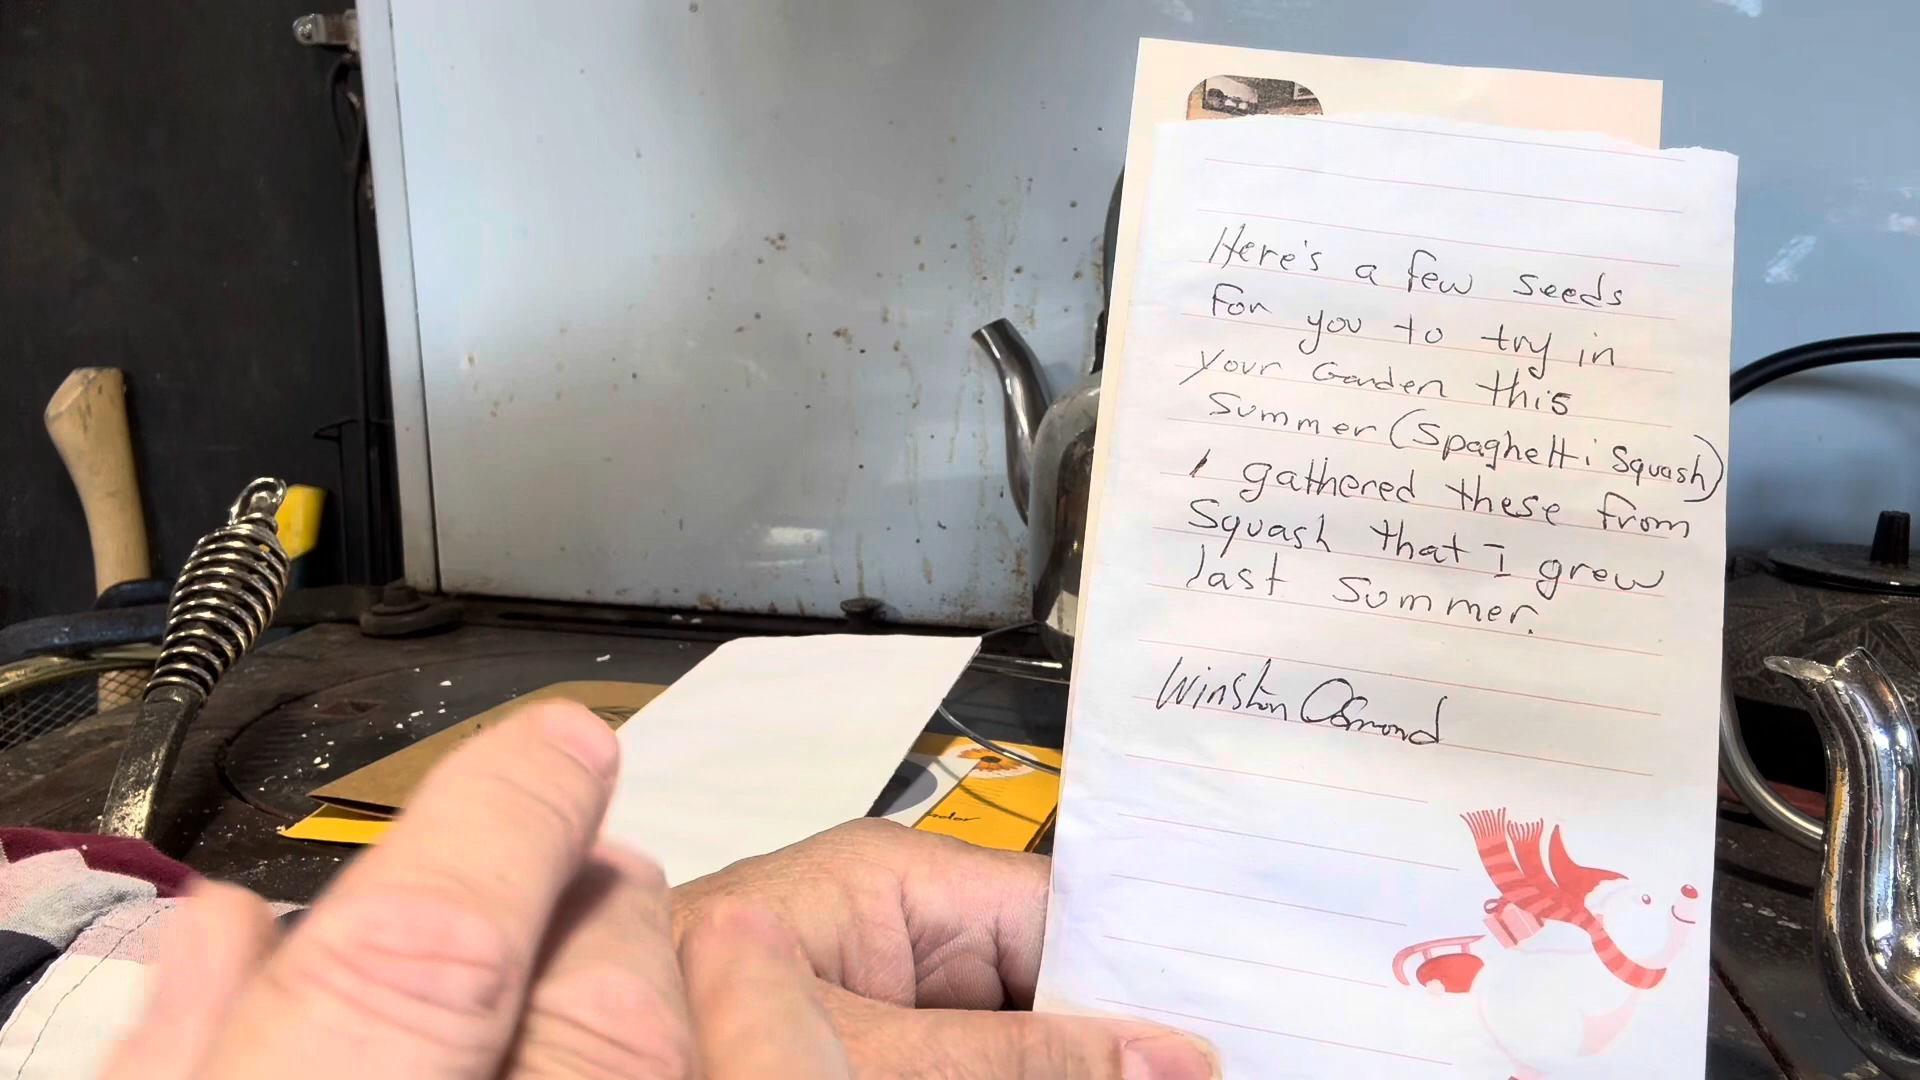 Here's a few seeds
For you to try in
your Garden this
Summer (Spaghetti Squash)
I gathered these from
Squash that I grew
last Summer.
Winston Osmond